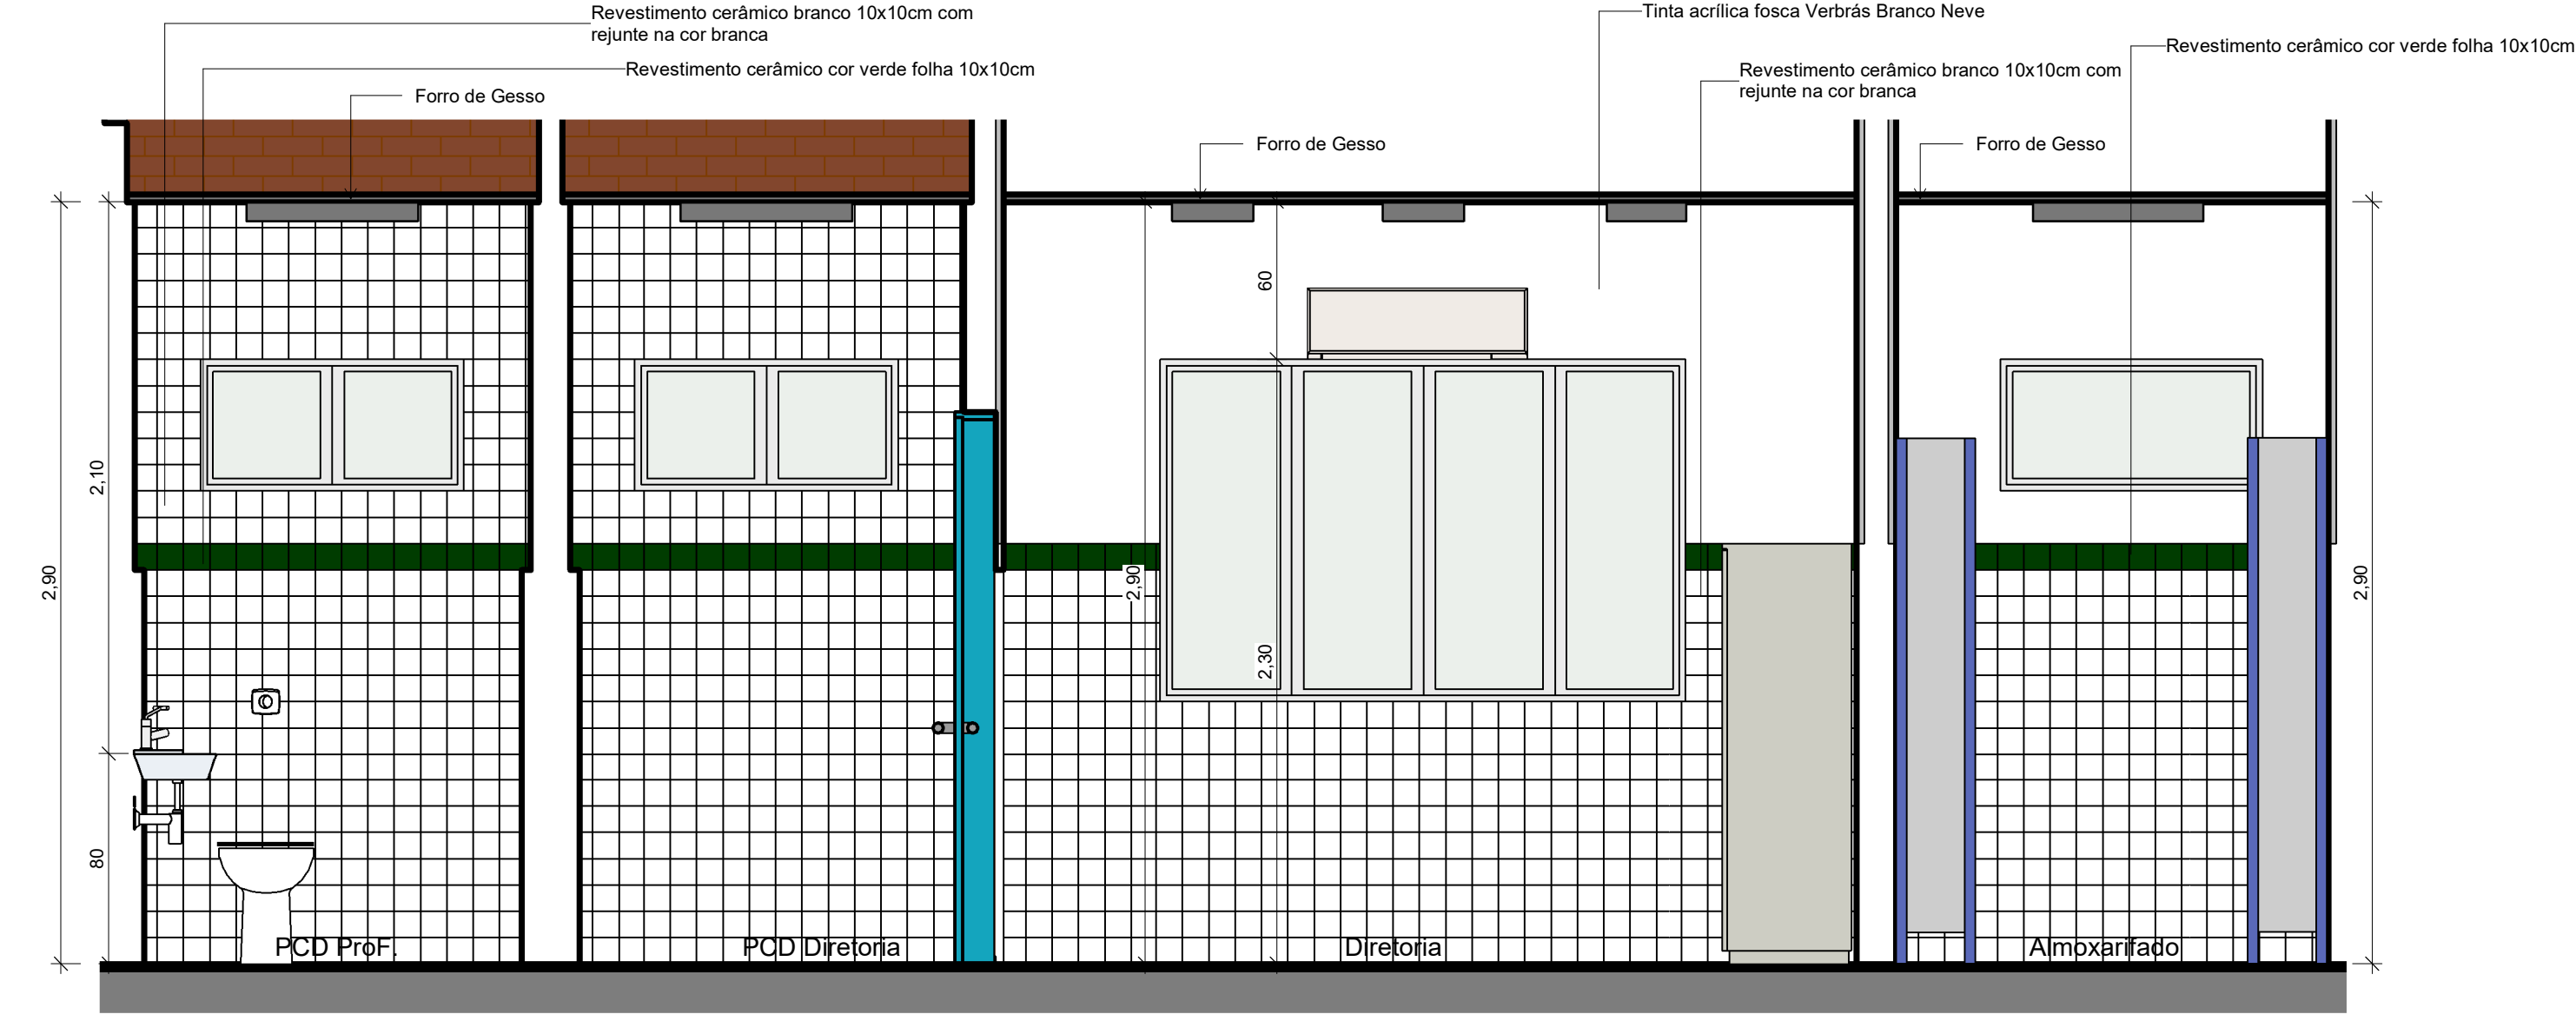 Revestimento cerâmico branco 10x10cm com
rejunte na cor branca
Revestimento cerâmico cor verde folha 10x10cm
Forro de Gesso
Tinta acrílica fosca Verbrás Branco Neve
Revestimento cerâmico cor verde folha 10x10cm
Revestimento cerâmico branco 10x10cm com
rejunte na cor branca
Forro de Gesso
Forro de Gesso
2,90
2,10
80
60
2,90
2,30
2,90
PCD ProF.
PCD Diretoria
Diretoria
Almoxarifado